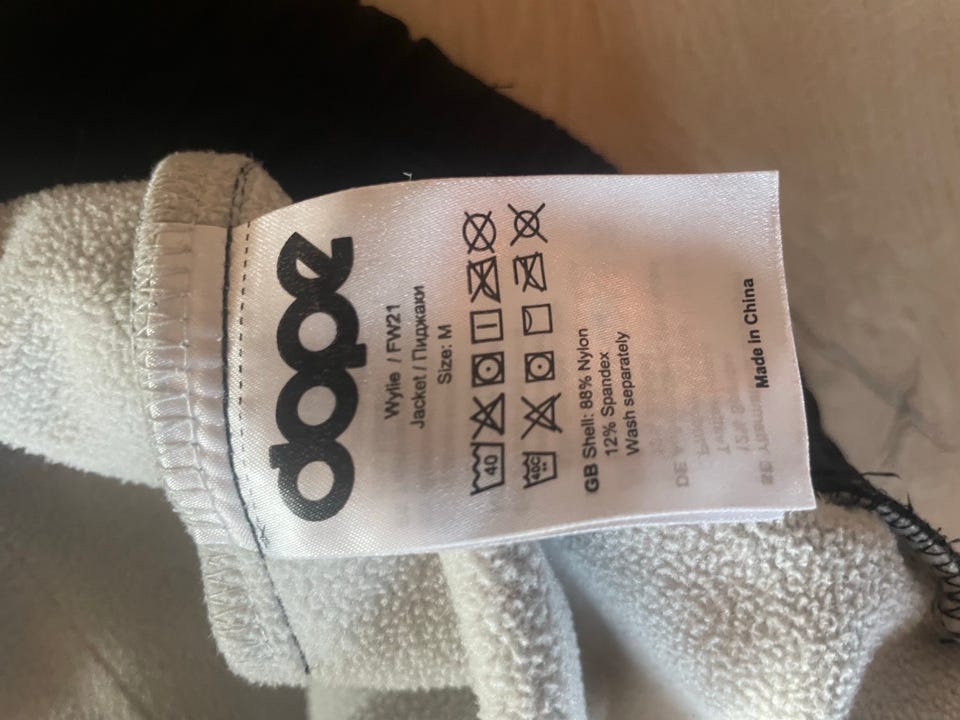 dope
Wylie / FW21
Jacket / Пиджаки
Size: M
40
40C
GB Shell: 88% Nylon
12% Spandex
Wash separately
Made in China